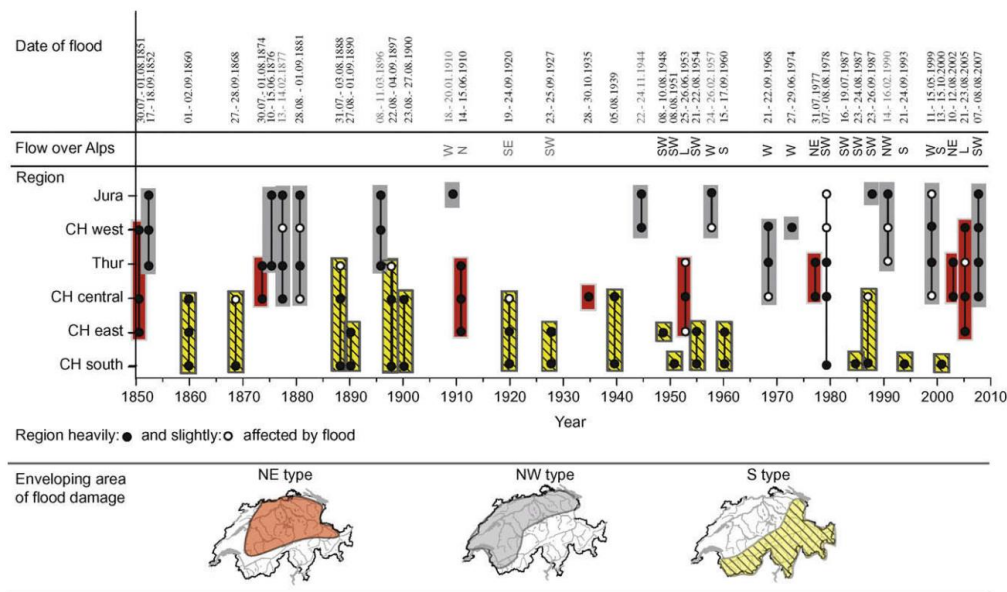 Date of flood
30.07.- 01.08.1851
17.- 18.09.1852
01.- 02.09.1860
27.- 28.09.1868
30.07.- 01.08.1874
10.- 15.06.1876
13.- 14.02.1877
28.08.- 01.09.1881
31.07.- 03.08.1888
27.08.- 01.09.1890
08.- 11.03.1896
22.08.- 04.09.1897
23.08.- 27.08.1900
18.- 20.01.1910
14.- 15.06.1910
19.- 24.09.1920
23.- 25.09.1927
28.- 30.10.1935
05.08.1939
22.- 24.11.1944
08.- 10.08.1948
08.08.1951
25.- 26.06.1953
21.- 22.08.1954
24.- 26.02.1957
15.- 17.09.1960
21.- 22.09.1968
27.- 29.06.1974
31.07.1977
07.- 08.08.1978
16.- 19.07.1987
23.- 24.08.1987
23.- 26.09.1987
14.- 16.02.1990
21.- 24.09.1993
11.- 15.05.1999
13.- 15.10.2000
10.- 12.08.2002
21.- 23.08.2005
07.- 08.08.2007
Flow over Alps W N SE SW SW SW L SW W S W W NE SW SW SW SW NW S W S NE L SW
Region
Jura
CH west
Thur
CH central
CH east
CH south
1850 1860 1870 1880 1890 1900 1910 1920 1930 1940 1950 1960 1970 1980 1990 2000 2010
Year
Region heavily: and slightly: affected by flood
Enveloping area
of flood damage
NE type NW type S type